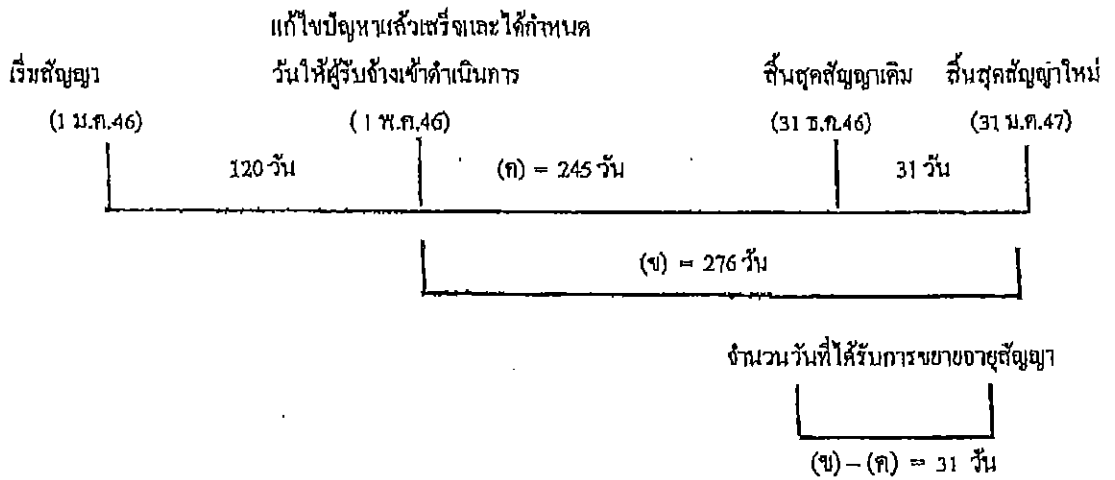 แก้ไขปัญหาแล้วเสร็จและได้กำหนด
เริ่มสัญญา วันให้ผู้รับจ้างเข้าดำเนินการ สิ้นสุดสัญญาเดิม สิ้นสุดสัญญาใหม่
(1 ม.ค.46) (1 พ.ค.46) (31 ธ.ค.46) (31 ม.ค.47)
120 วัน (ค) = 245 วัน 31 วัน
(ข) = 276 วัน
จำนวนวันที่ได้รับการขยายอายุสัญญา
(ข) – (ค) = 31 วัน